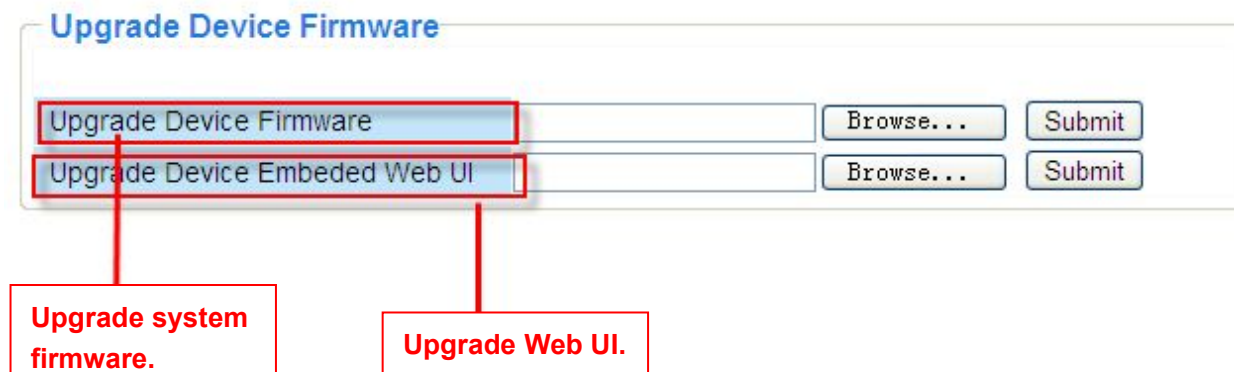 Upgrade Device Firmware
Upgrade Device Firmware Browse... Submit
Upgrade Device Embeded Web UI Browse... Submit
Upgrade system
firmware.
Upgrade Web UI.